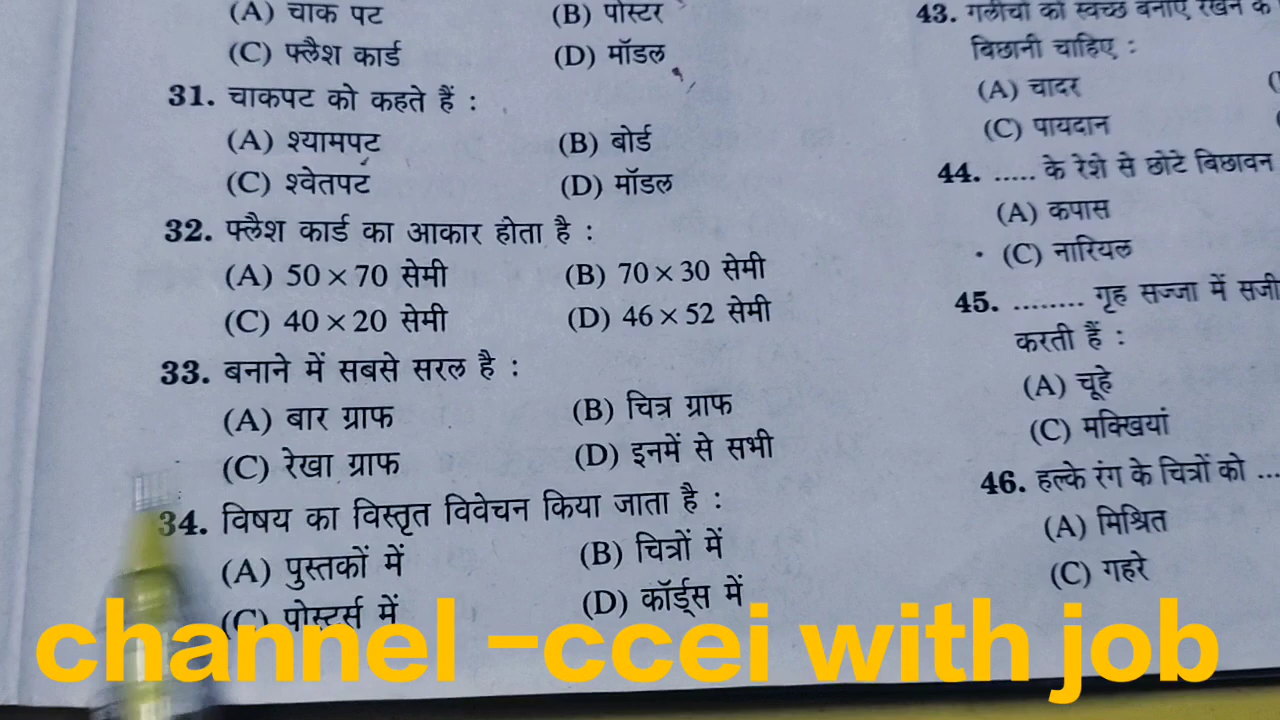 (A) चाक पट (B) पोस्टर
(C) फ्लैश कार्ड (D) मॉडल
31. चाकपट को कहते हैं :
(A) श्यामपट (B) बोर्ड
(C) श्वेतपट (D) मॉडल
32. फ्लैश कार्ड का आकार होता है :
(A) 50 × 70 सेमी (B) 70 × 30 सेमी
(C) 40 × 20 सेमी (D) 46 × 52 सेमी
33. बनाने में सबसे सरल है :
(A) बार ग्राफ (B) चित्र ग्राफ
(C) रेखा ग्राफ (D) इनमें से सभी
34. विषय का विस्तृत विवेचन किया जाता है :
(A) पुस्तकों में (B) चित्रों में
(C) पोस्टर्स में (D) कॉर्ड्स में
43. गलीचों को स्वच्छ बनाए रखने के
बिछानी चाहिए :
(A) चादर
(C) पायदान
44. ..... के रेशे से छोटे बिछावन
(A) कपास
(C) नारियल
45. ........ गृह सज्जा में सजी
करती हैं :
(A) चूहे
(C) मक्खियां
46. हल्के रंग के चित्रों को ...
(A) मिश्रित
(C) गहरे
channel -ccei with job